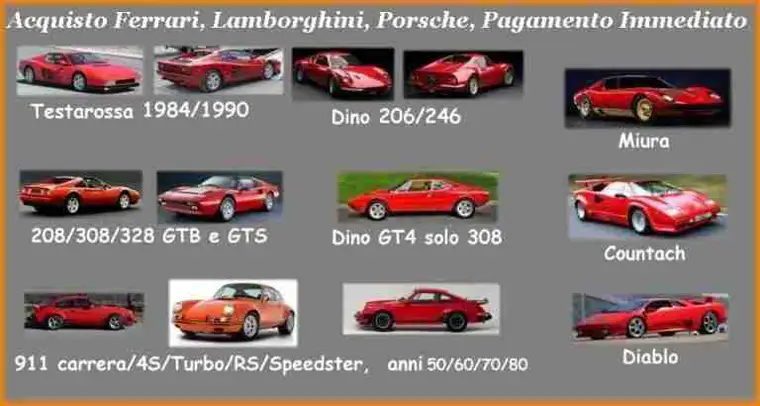 Acquisto Ferrari, Lamborghini, Porsche, Pagamento Immediato
Testarossa 1984/1990
Dino 206/246
Miura
208/308/328 GTB e GTS
Dino GT4 solo 308
Countach
911 carrera/4S/Turbo/RS/Speedster, anni 50/60/70/80
Diablo